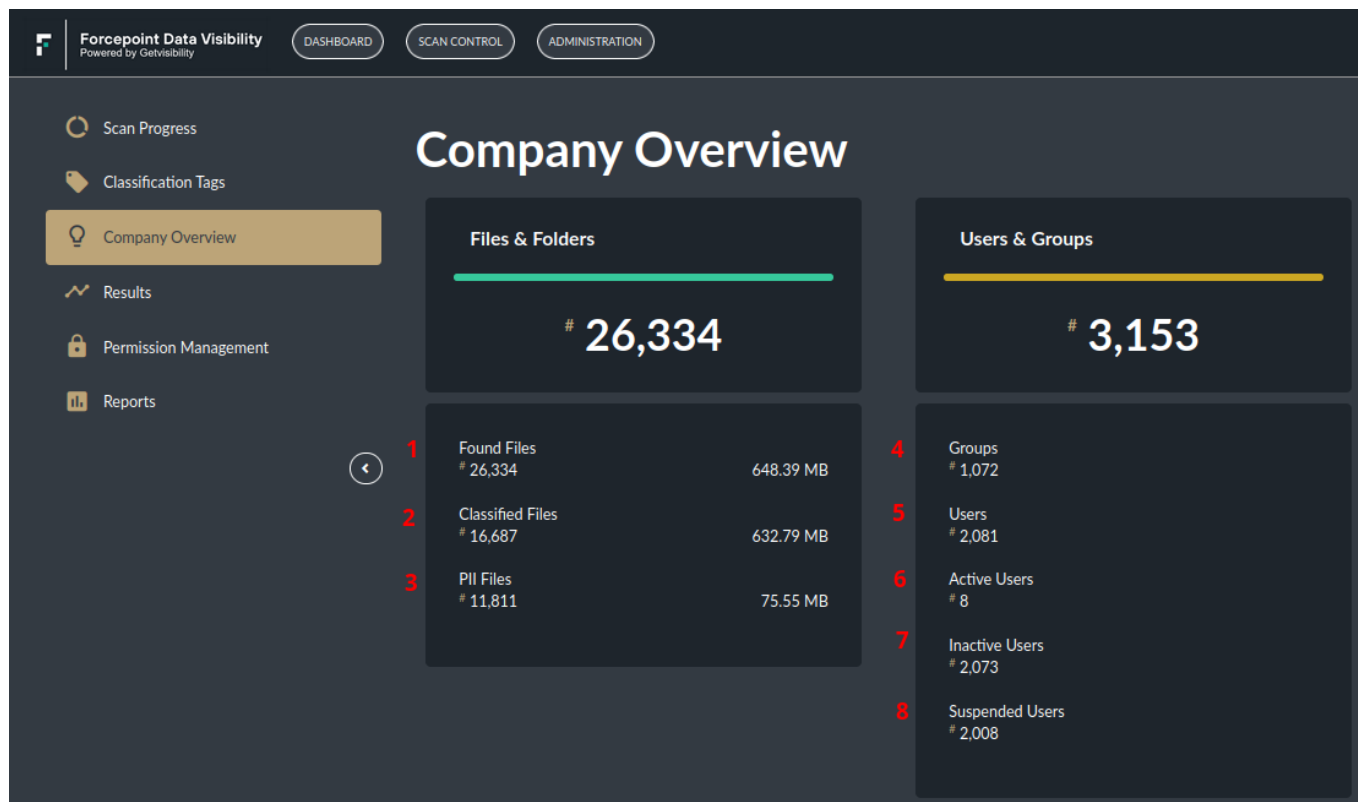 Forcepoint Data Visibility
Powered by Getvisibility
DASHBOARD
SCAN CONTROL
ADMINISTRATION
Scan Progress
Classification Tags
Company Overview
Results
Permission Management
Reports
Company Overview
Files & Folders
# 26,334
1 Found Files
# 26,334 648.39 MB
2 Classified Files
# 16,687 632.79 MB
3 PII Files
# 11,811 75.55 MB
Users & Groups
# 3,153
4 Groups
# 1,072
5 Users
# 2,081
6 Active Users
# 8
7 Inactive Users
# 2,073
8 Suspended Users
# 2,008